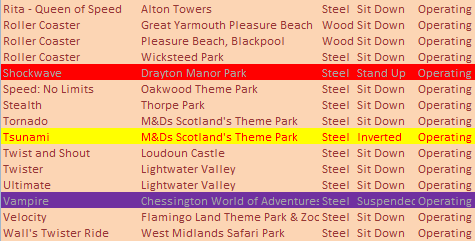 Rita - Queen of Speed Alton Towers Steel Sit Down Operating
Roller Coaster Great Yarmouth Pleasure Beach Wood Sit Down Operating
Roller Coaster Pleasure Beach, Blackpool Wood Sit Down Operating
Roller Coaster Wicksteed Park Steel Sit Down Operating
Shockwave Drayton Manor Park Steel Stand Up Operating
Speed: No Limits Oakwood Theme Park Steel Sit Down Operating
Stealth Thorpe Park Steel Sit Down Operating
Tornado M&Ds Scotland's Theme Park Steel Sit Down Operating
Tsunami M&Ds Scotland's Theme Park Steel Inverted Operating
Twist and Shout Loudoun Castle Steel Sit Down Operating
Twister Lightwater Valley Steel Sit Down Operating
Ultimate Lightwater Valley Steel Sit Down Operating
Vampire Chessington World of Adventures Steel Suspended Operating
Velocity Flamingo Land Theme Park & Zoo Steel Sit Down Operating
Wall's Twister Ride West Midlands Safari Park Steel Sit Down Operating